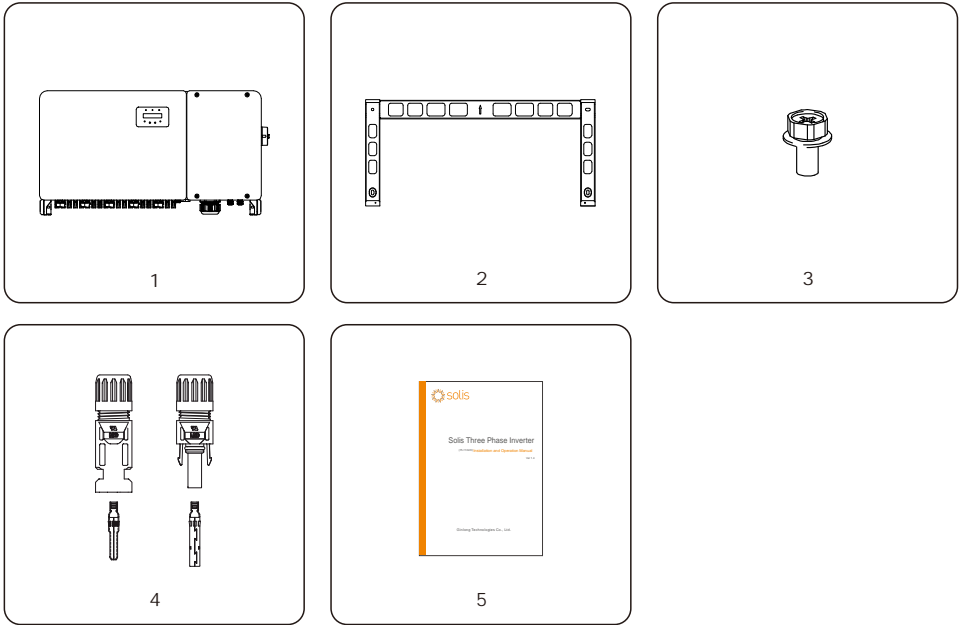 1
2
3
4
solis
Solis Three Phase Inverter
Installation and Operation Manual
Ginlong Technologies Co., Ltd.
5